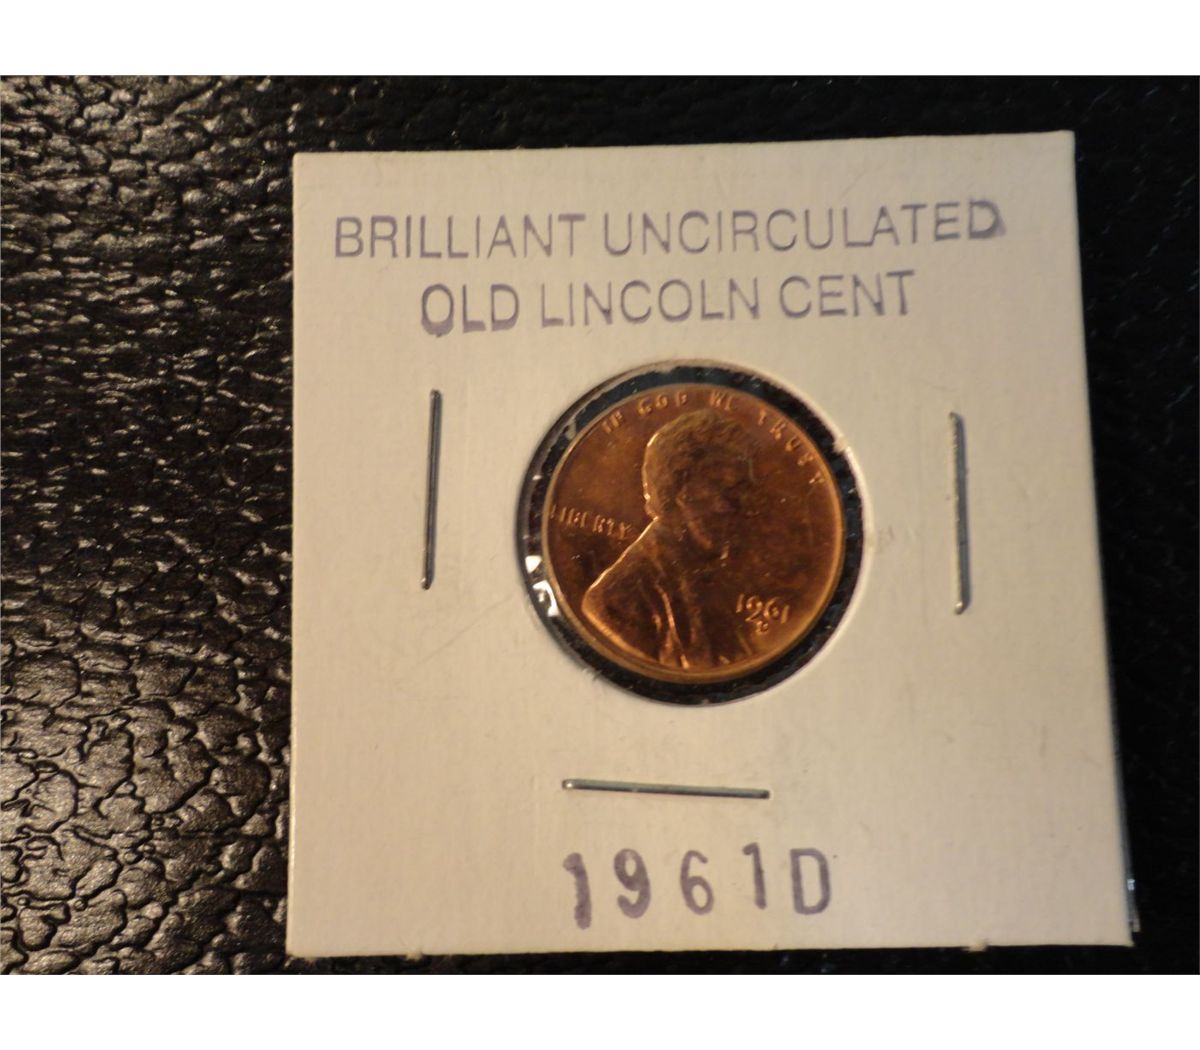 BRILLIANT UNCIRCULATED
OLD LINCOLN CENT
IN GOD WE TRUST
LIBERTY
1961
D
1961D